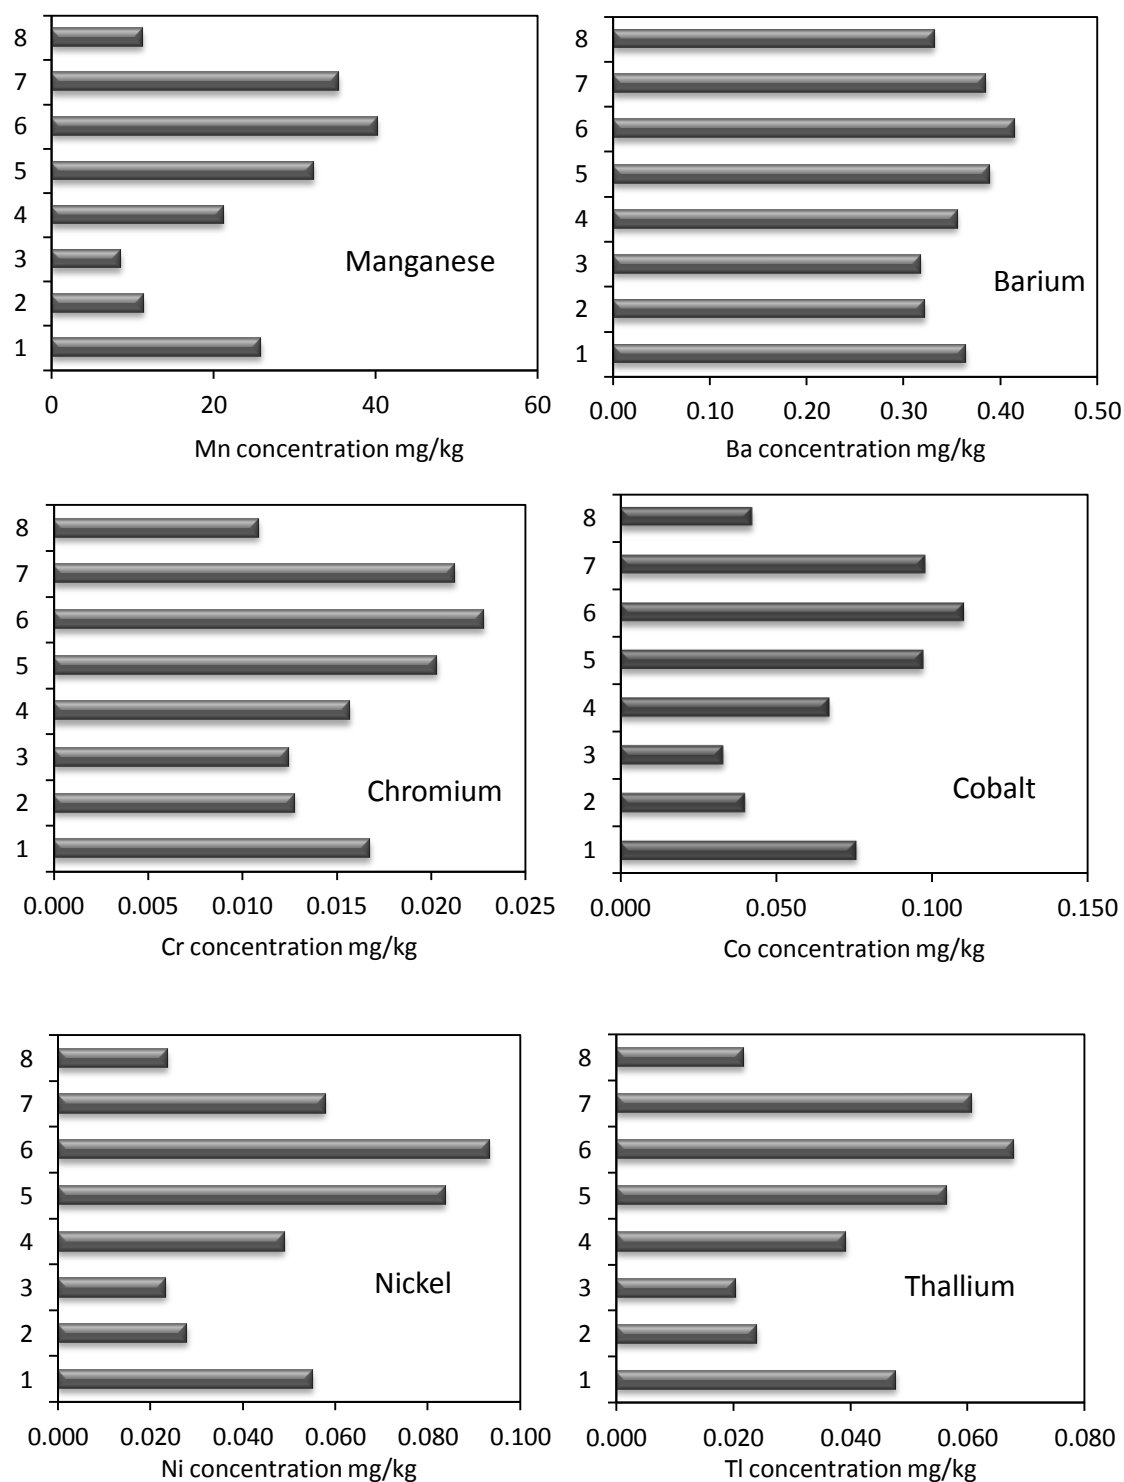 8
7
6
5
4
3
2
1
Manganese
0 20 40 60
Mn concentration mg/kg
8
7
6
5
4
3
2
1
Barium
0.00 0.10 0.20 0.30 0.40 0.50
Ba concentration mg/kg
8
7
6
5
4
3
2
1
Chromium
0.000 0.005 0.010 0.015 0.020 0.025
Cr concentration mg/kg
8
7
6
5
4
3
2
1
Cobalt
0.000 0.050 0.100 0.150
Co concentration mg/kg
8
7
6
5
4
3
2
1
Nickel
0.000 0.020 0.040 0.060 0.080 0.100
Ni concentration mg/kg
8
7
6
5
4
3
2
1
Thallium
0.000 0.020 0.040 0.060 0.080
Tl concentration mg/kg